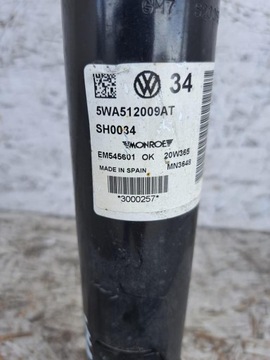 34
5WA512009AT
SH0034
MONROE
EM545601 OK 20W365
MADE IN SPAIN MN3648
*3000257*